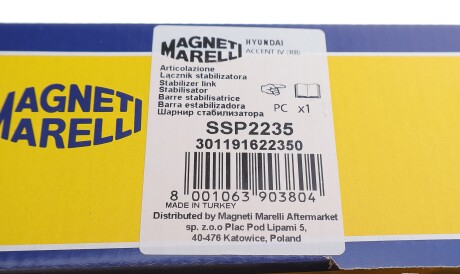 MAGNETI
MARELLI
HYUNDAI
ACCENT IV (RB)
Articolazione
Łącznik stabilizatora
Stabilizer link
Stabilisator
Barre stabilisatrice
Barra estabilizadora
Шарнир стабилизатора
PC x1
SSP2235
301191622350
8 001063 903804
MADE IN TURKEY
Distributed by Magneti Marelli Aftermarket
sp. z.o.o Plac Pod Lipami 5,
40-476 Katowice, Poland
MAGNETI
MARELLI